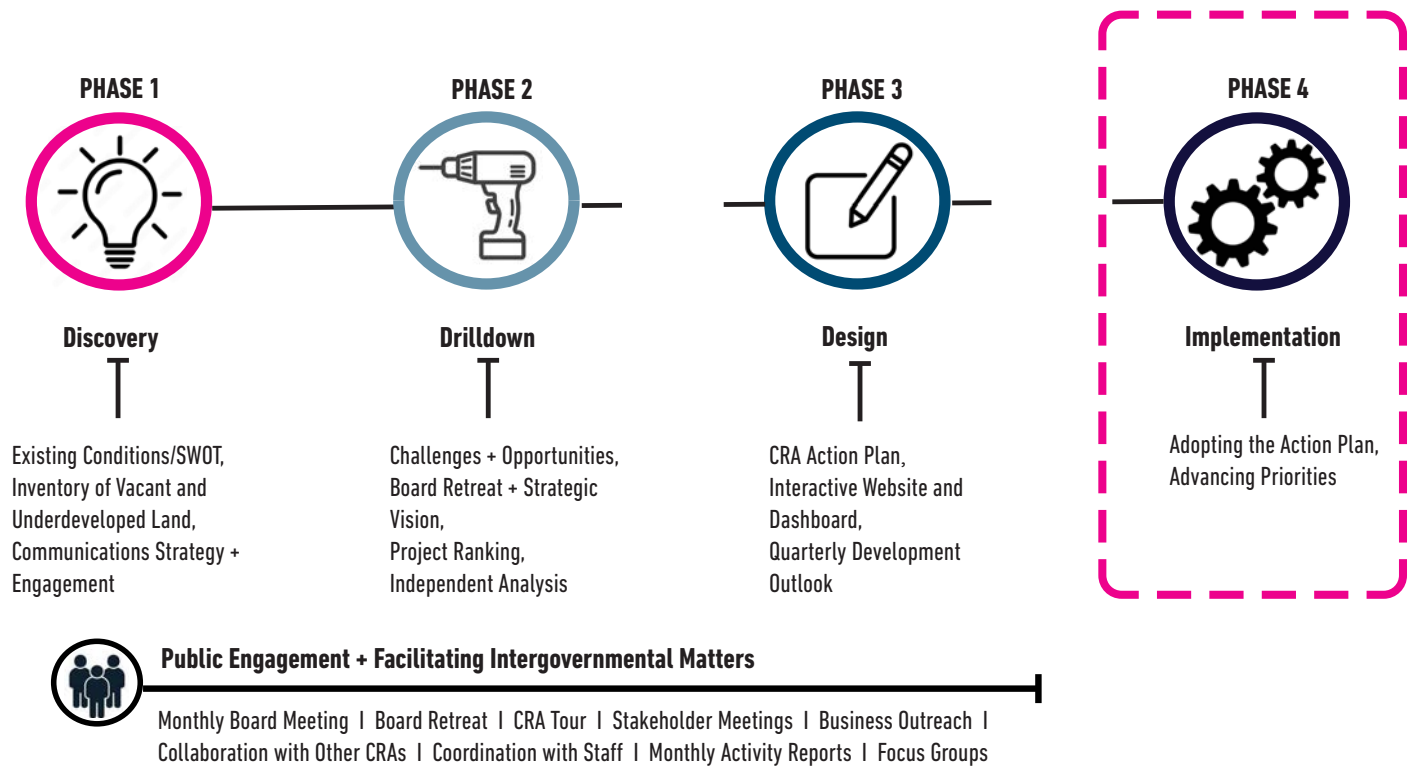 PHASE 1
Discovery
Existing Conditions/SWOT,
Inventory of Vacant and
Underdeveloped Land,
Communications Strategy +
Engagement
PHASE 2
Drilldown
Challenges + Opportunities,
Board Retreat + Strategic
Vision,
Project Ranking,
Independent Analysis
PHASE 3
Design
CRA Action Plan,
Interactive Website and
Dashboard,
Quarterly Development
Outlook
PHASE 4
Implementation
Adopting the Action Plan,
Advancing Priorities
Public Engagement + Facilitating Intergovernmental Matters
Monthly Board Meeting I Board Retreat I CRA Tour I Stakeholder Meetings I Business Outreach I
Collaboration with Other CRAs I Coordination with Staff I Monthly Activity Reports I Focus Groups